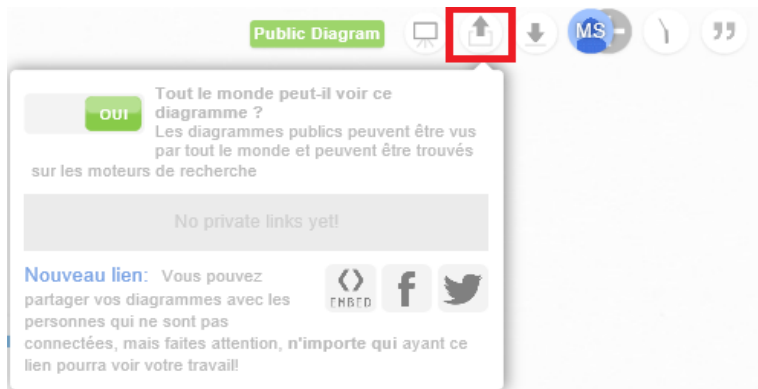 Public Diagram
MS
OUI
Tout le monde peut-il voir ce
diagramme ?
Les diagrammes publics peuvent être vus
par tout le monde et peuvent être trouvés
sur les moteurs de recherche
No private links yet!
Nouveau lien: Vous pouvez
partager vos diagrammes avec les
personnes qui ne sont pas
connectées, mais faites attention, n'importe qui ayant ce
lien pourra voir votre travail!
EMBED